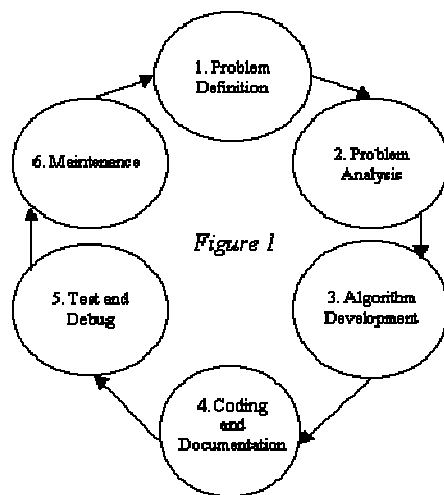 1. Problem
Definition
2. Problem
Analysis
3. Algorithm
Development
4. Coding
and
Documentation
5. Test and
Debug
6. Maintenance
Figure 1